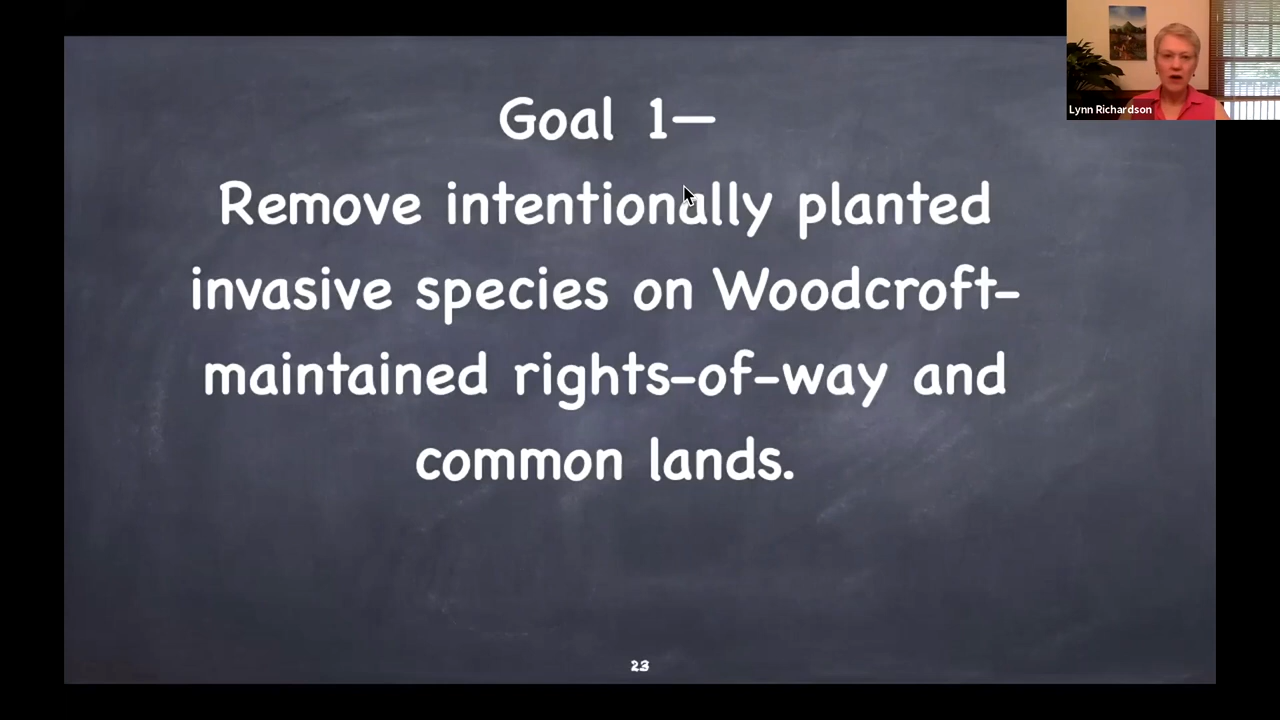 Goal 1—
Remove intentionally planted
invasive species on Woodcroft-
maintained rights-of-way and
common lands.
Lynn Richardson
23